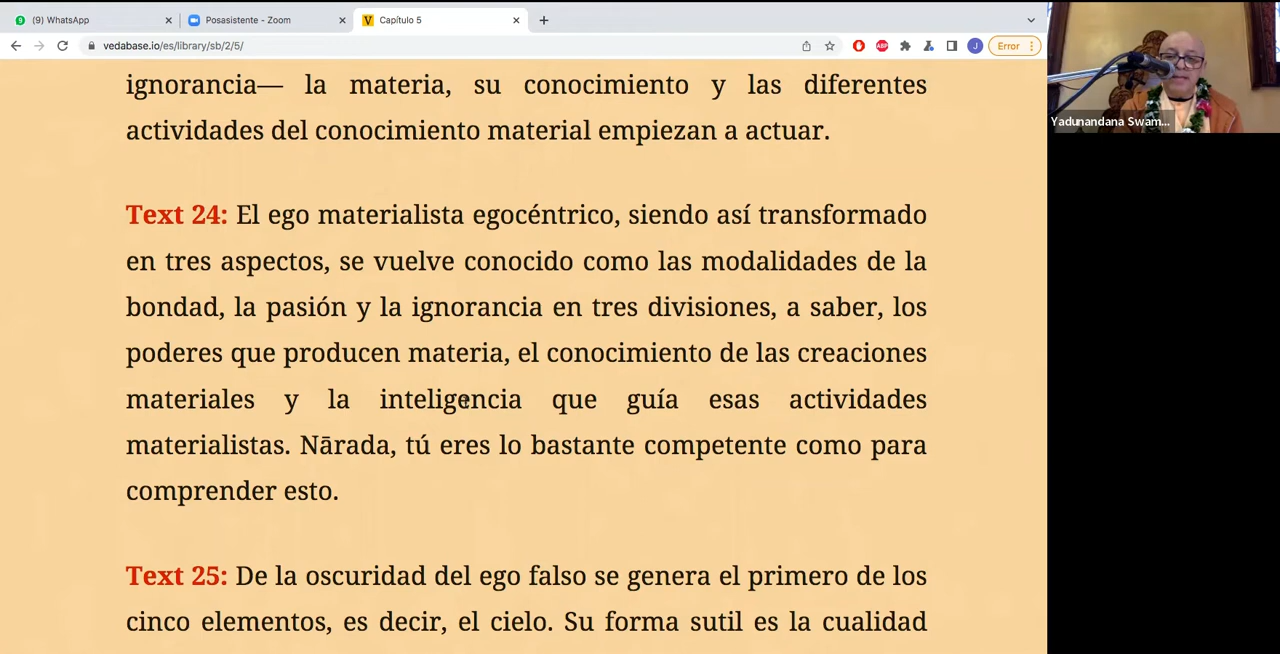 9 (9) WhatsApp
Posasistente - Zoom
V Capítulo 5
vedabase.io/es/library/sb/2/5/
ABP
J
Error
Yadunandana Swam...
ignorancia— la materia, su conocimiento y las diferentes
actividades del conocimiento material empiezan a actuar.
Text 24: El ego materialista egocéntrico, siendo así transformado
en tres aspectos, se vuelve conocido como las modalidades de la
bondad, la pasión y la ignorancia en tres divisiones, a saber, los
poderes que producen materia, el conocimiento de las creaciones
materiales y la inteligencia que guía esas actividades
materialistas. Nārada, tú eres lo bastante competente como para
comprender esto.
Text 25: De la oscuridad del ego falso se genera el primero de los
cinco elementos, es decir, el cielo. Su forma sutil es la cualidad